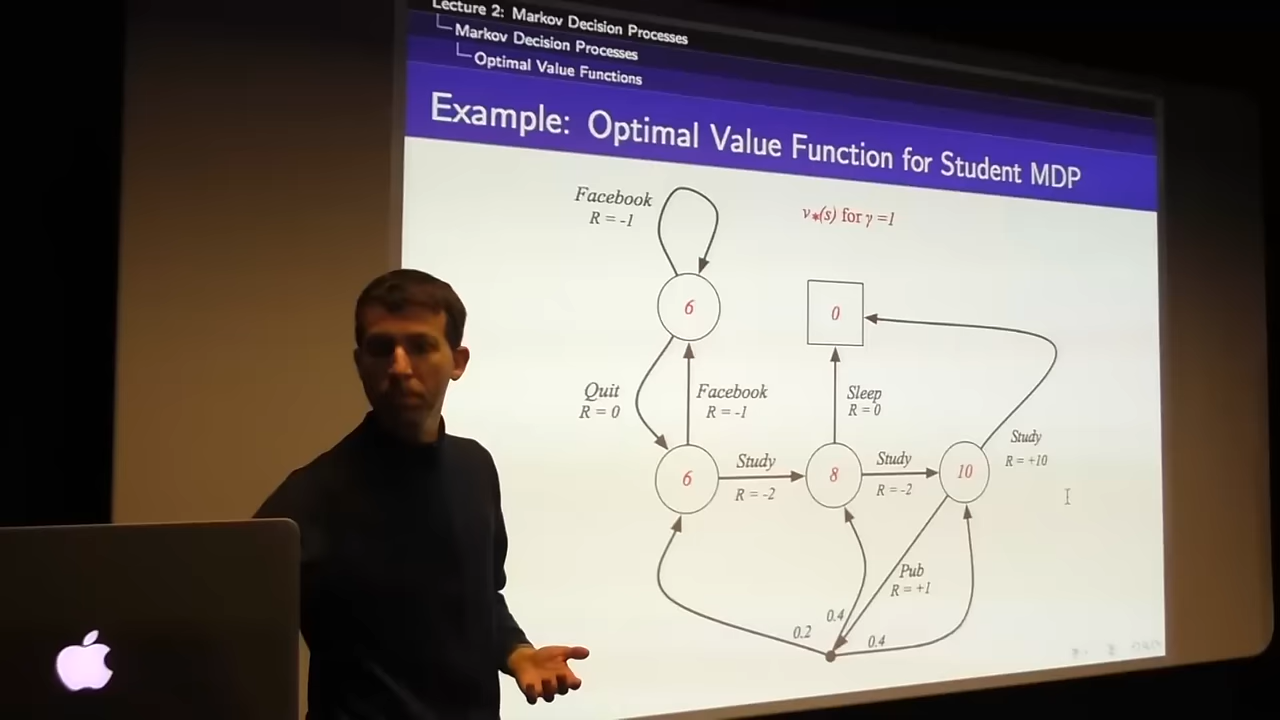 Lecture 2: Markov Decision Processes
Markov Decision Processes
Optimal Value Functions
Example: Optimal Value Function for Student MDP
Facebook
R = -1
v*(s) for γ =1
6
0
Quit
R = 0
Facebook
R = -1
Sleep
R = 0
6
Study
R = -2
8
Study
R = -2
10
Study
R = +10
Pub
R = +1
0.2
0.4
0.4